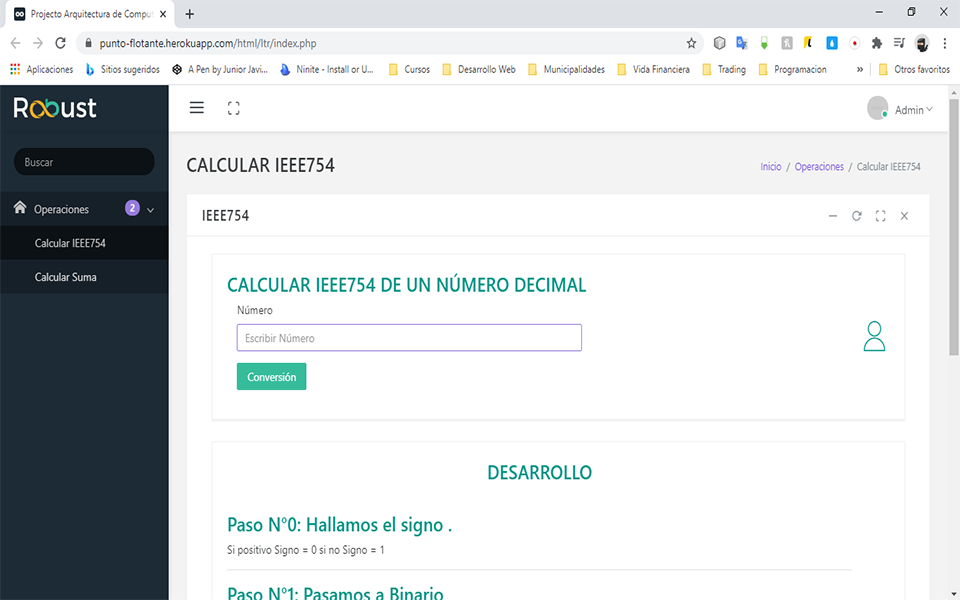 Projecto Arquitectura de Comput
punto-flotante.herokuapp.com/html/ltr/index.php
Aplicaciones Sitios sugeridos A Pen by Junior Javi... Ninite - Install or U... Cursos Desarrollo Web Municipalidades Vida Financiera Trading Programacion » Otros favoritos
Robust
Admin
Buscar
CALCULAR IEEE754
Inicio / Operaciones / Calcular IEEE754
Operaciones 2
Calcular IEEE754
Calcular Suma
IEEE754
CALCULAR IEEE754 DE UN NÚMERO DECIMAL
Número
Escribir Número
Conversión
DESARROLLO
Paso N°0: Hallamos el signo .
Si positivo Signo = 0 si no Signo = 1
Paso N°1: Pasamos a Binario